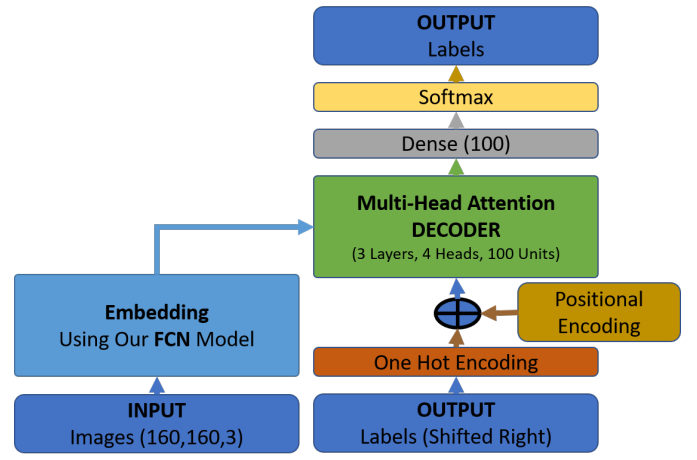 OUTPUT
Labels
Softmax
Dense (100)
Multi-Head Attention
DECODER
(3 Layers, 4 Heads, 100 Units)
Embedding
Using Our FCN Model
Positional
Encoding
One Hot Encoding
INPUT
Images (160,160,3)
OUTPUT
Labels (Shifted Right)